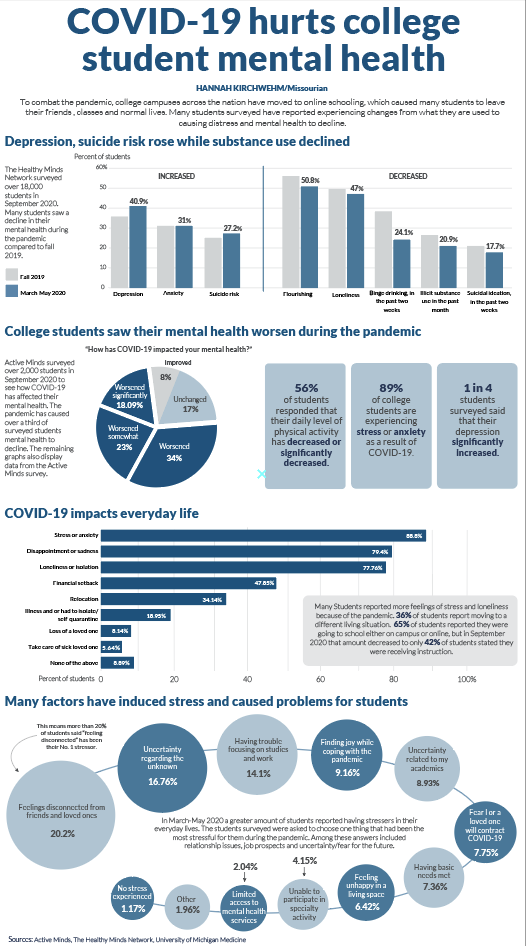 COVID-19 hurts college
student mental health
HANNAH KIRCHWEHM/Missourian
To combat the pandemic, college campuses across the nation have moved to online schooling, which caused many students to leave
their friends, classes and normal lives. Many students surveyed have reported experiencing changes from what they are used to
causing distress and mental health to decline.
Depression, suicide risk rose while substance use declined
The Healthy Minds
Network surveyed
over 18,000
students in
September 2020.
Many students saw a
decline in their
mental health during
the pandemic
compared to fall
2019.
Fall 2019
March-May 2020
Percent of students
60%
50
40
30
20
10
0
INCREASED
DECREASED
40.9%
31%
27.2%
50.8%
47%
24.1%
20.9%
17.7%
Depression
Anxiety
Suicide risk
Flourishing
Loneliness
Binge drinking, in
the past two
weeks
Illicit substance
use in the past
month
Suicidal ideation,
in the past two
weeks
College students saw their mental health worsen during the pandemic
Active Minds surveyed
over 2,000 students in
September 2020 to
see how COVID-19
has affected their
mental health. The
pandemic has caused
over a third of
surveyed students
mental health to
decline. The remaining
graphs also display
data from the Active
Minds survey.
"How has COVID-19 impacted your mental health?"
Improved
8%
Unchanged
17%
Worsened
34%
Worsened
somewhat
23%
Worsened
significantly
18.09%
56%
of students
responded that
their daily level of
physical activity
has decreased or
significantly
decreased.
89%
of college
students are
experiencing
stress or anxiety
as a result of
COVID-19.
1 in 4
students
surveyed said
that their
depression
significantly
increased.
COVID-19 impacts everyday life
Stress or anxiety
88.8%
Disappointment or sadness
79.4%
Loneliness or isolation
77.76%
Financial setback
47.85%
Relocation
34.14%
Illness and or had to isolate/
self quarantine
18.95%
Loss of a loved one
8.14%
Take care of sick loved one
5.64%
None of the above
8.89%
Percent of students
0
20
40
60
80
100%
Many Students reported more feelings of stress and loneliness
because of the pandemic. 36% of students report moving to a
different living situation. 65% of students reported they were
going to school either on campus or online, but in September
2020 that amount decreased to only 42% of students stated they
were receiving instruction.
Many factors have induced stress and caused problems for students
This means more than 20%
of students said "feeling
disconnected" has been
their No. 1 stressor.
Feelings disconnected from
friends and loved ones
20.2%
Uncertainty
regarding the
unknown
16.76%
Having trouble
focusing on studies
and work
14.1%
Finding joy while
coping with the
pandemic
9.16%
Uncertainty
related to my
academics
8.93%
Fear I or a
loved one
will contract
COVID-19
7.75%
Having basic
needs met
7.36%
Feeling
unhappy in a
living space
6.42%
4.15%
Unable to
participate in
specialty
activity
2.04%
Limited
access to
mental health
services
Other
1.96%
No stress
experienced
1.17%
In March-May 2020 a greater amount of students reported having stressers in their
everyday lives. The students surveyed were asked to choose one thing that had been the
most stressful for them during the pandemic. Among these answers included
relationship issues, job prospects and uncertainty/fear for the future.
Sources: Active Minds, The Healthy Minds Network, University of Michigan Medicine